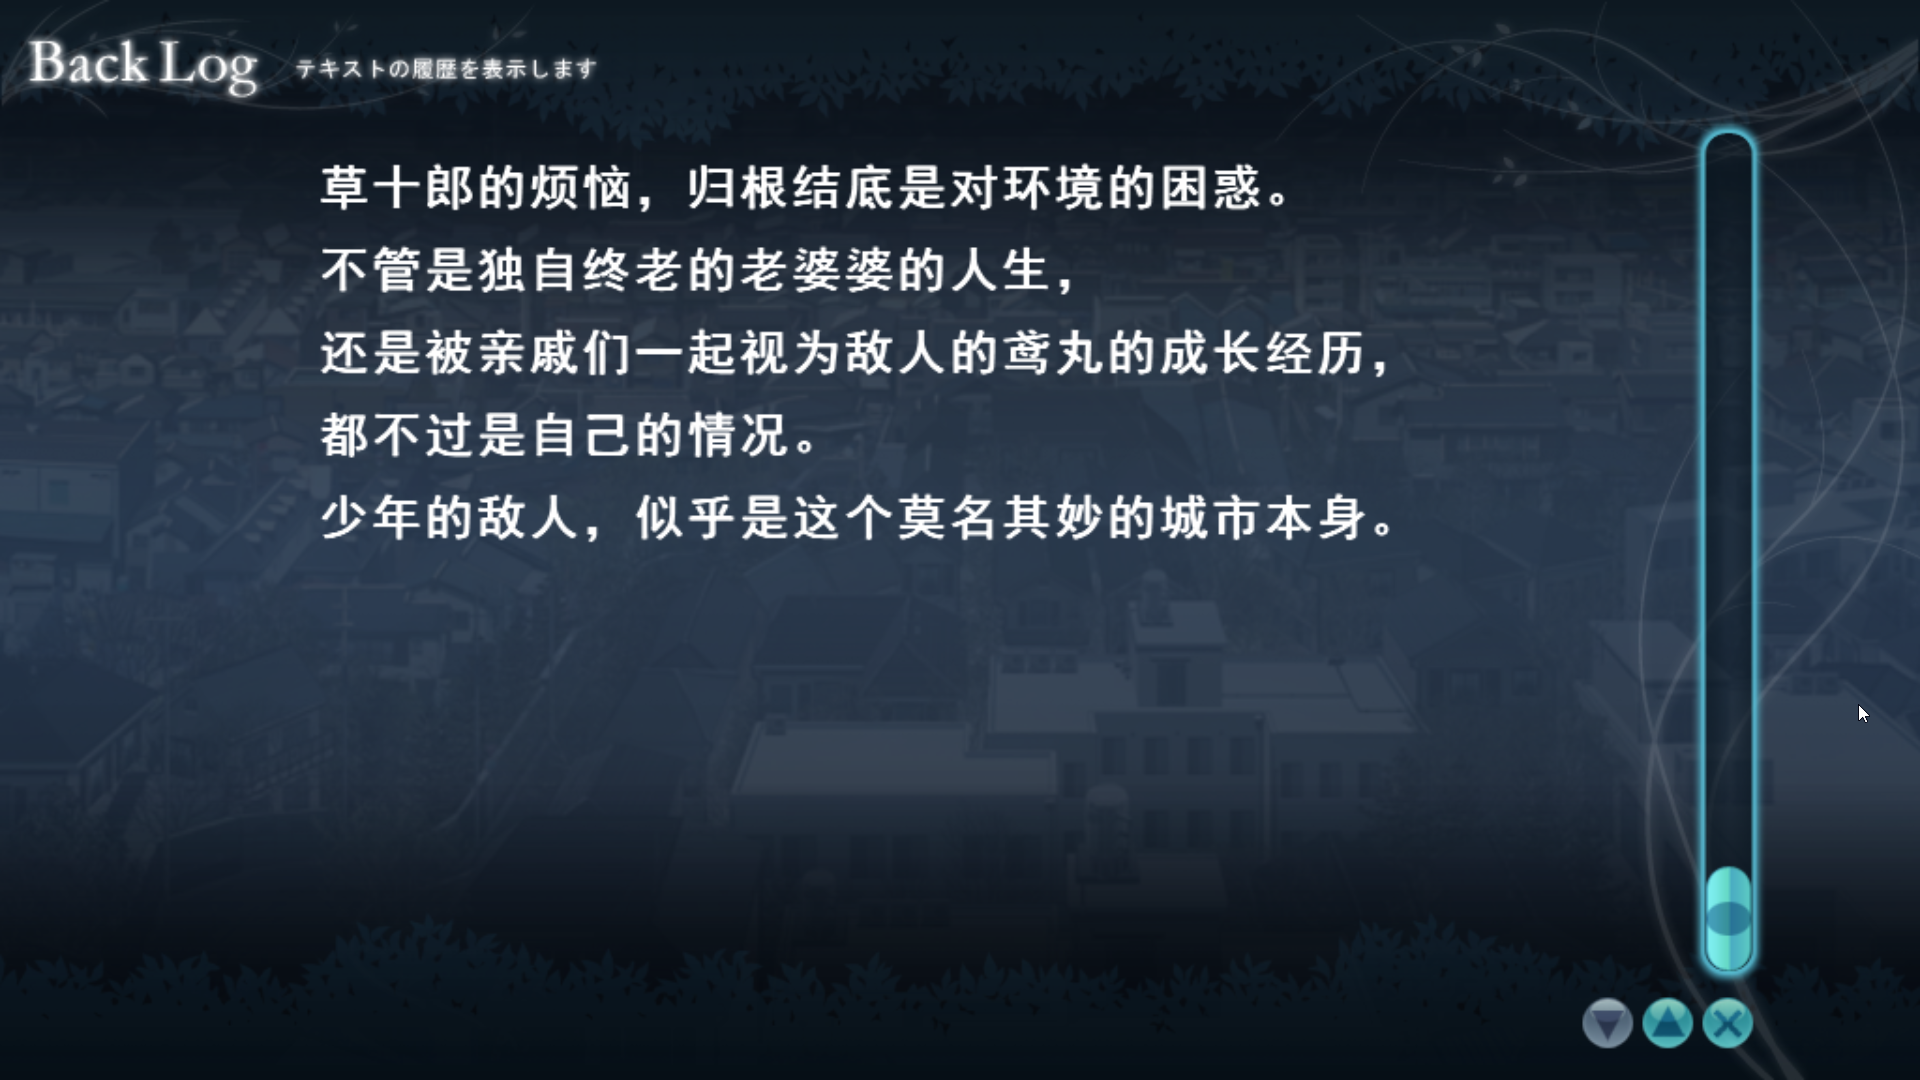 Back Log テキストの履歴を表示します
草十郎的烦恼，归根结底是对环境的困惑。
不管是独自终老的老婆婆的人生，
还是被亲戚们一起视为敌人的鸢丸的成长经历，
都不过是自己的情况。
少年的敌人，似乎是这个莫名其妙的城市本身。